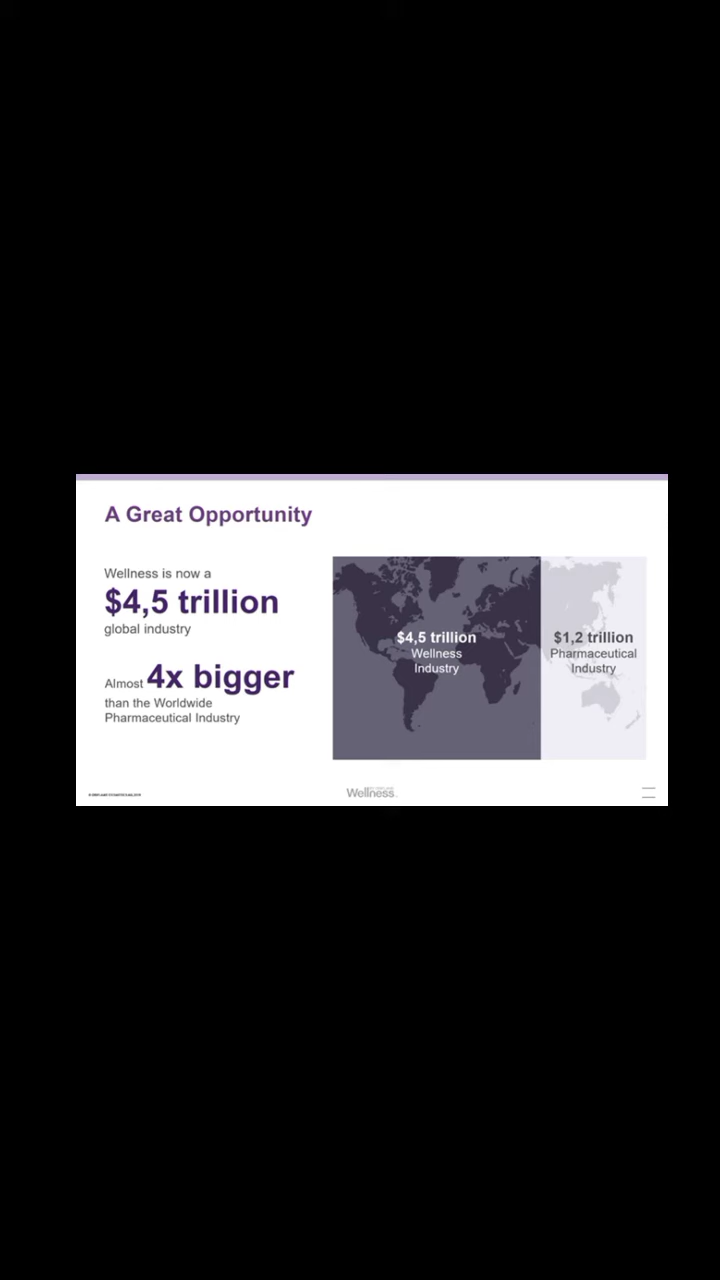 A Great Opportunity
Wellness is now a
$4,5 trillion
global industry
Almost 4x bigger
than the Worldwide
Pharmaceutical Industry
$4,5 trillion
Wellness
Industry
$1,2 trillion
Pharmaceutical
Industry
Wellness